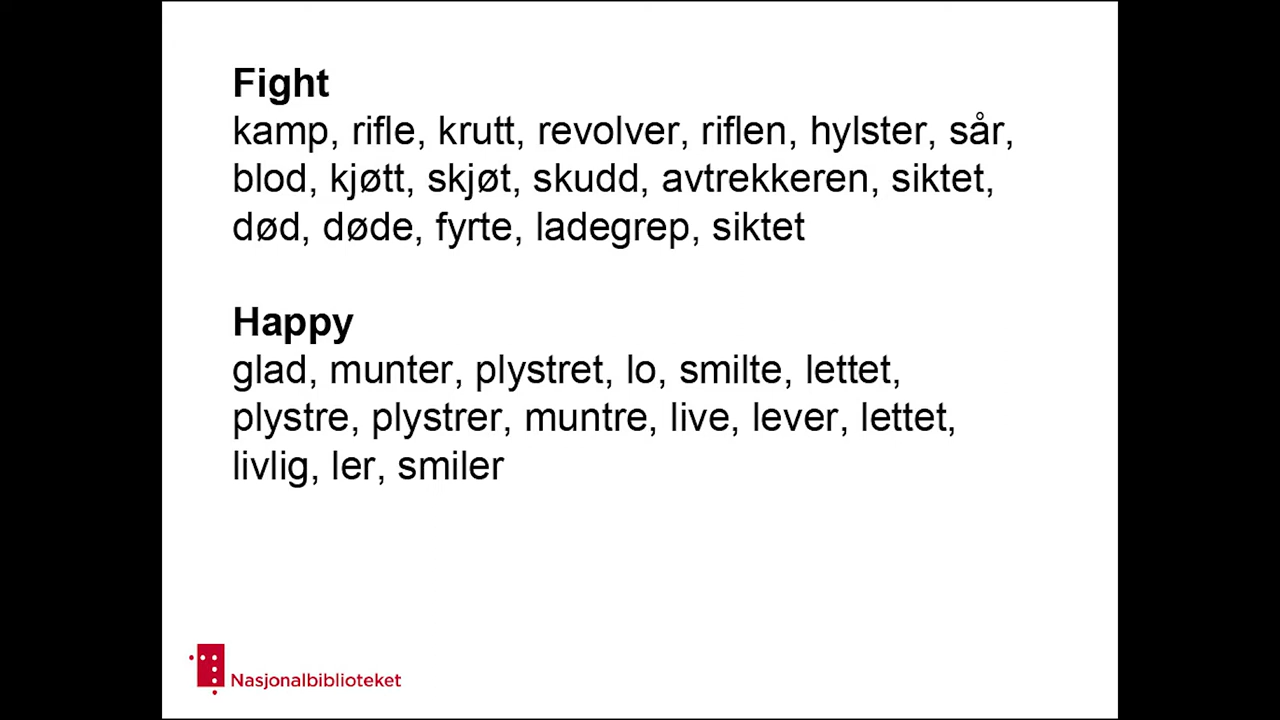 Fight
kamp, rifle, krutt, revolver, riflen, hylster, sår,
blod, kjøtt, skjøt, skudd, avtrekkeren, siktet,
død, døde, fyrte, ladegrep, siktet
Happy
glad, munter, plystret, lo, smilte, lettet,
plystre, plystrer, muntre, live, lever, lettet,
livlig, ler, smiler
Nasjonalbiblioteket